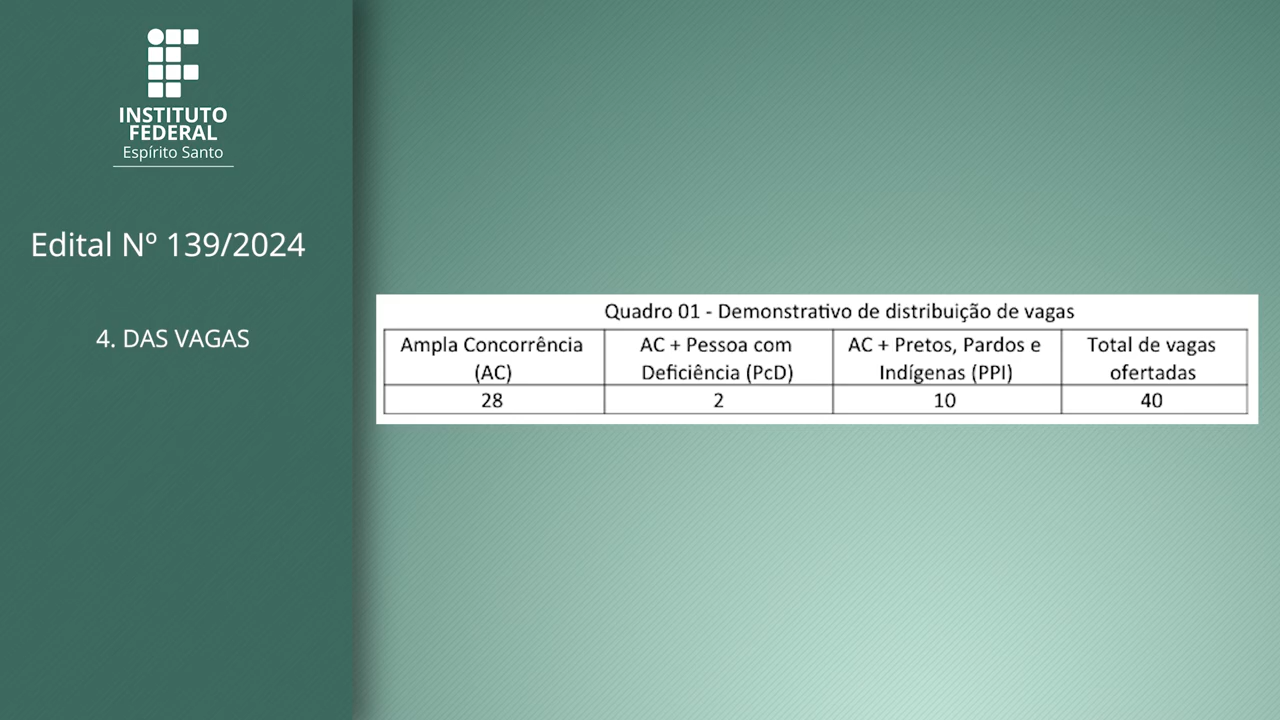 INSTITUTO
FEDERAL
Espírito Santo
Edital Nº 139/2024
4. DAS VAGAS
Quadro 01 - Demonstrativo de distribuição de vagas
Ampla Concorrência (AC)
AC + Pessoa com Deficiência (PcD)
AC + Pretos, Pardos e Indígenas (PPI)
Total de vagas ofertadas
28 2 10 40